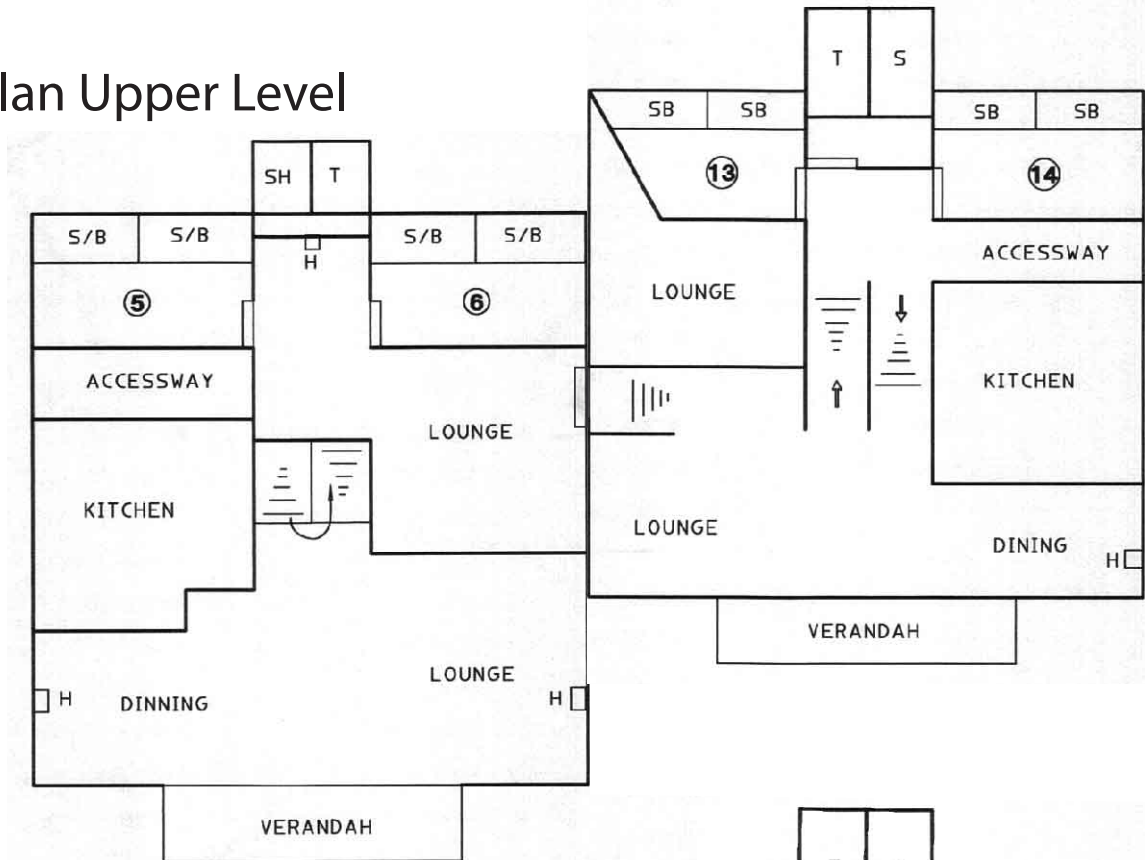 lan Upper Level
T S
SB SB SB SB
13 14
ACCESSWAY
LOUNGE
KITCHEN
LOUNGE
DINING
H
VERANDAH
SH T
S/B S/B S/B S/B
H
5 6
ACCESSWAY
LOUNGE
KITCHEN
LOUNGE
H DINNING H
VERANDAH